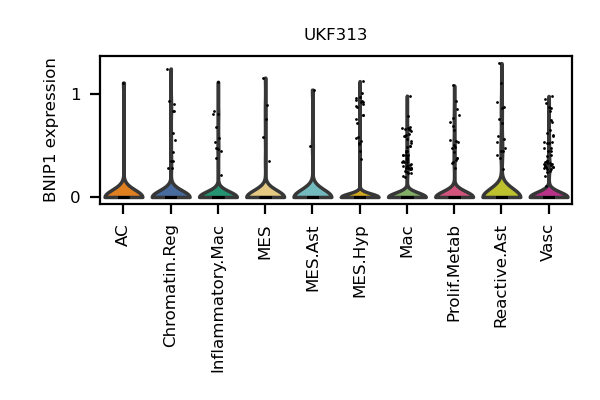 UKF313
BNIP1 expression
1
0
AC
Chromatin.Reg
Inflammatory.Mac
MES
MES.Ast
MES.Hyp
Mac
Prolif.Metab
Reactive.Ast
Vasc